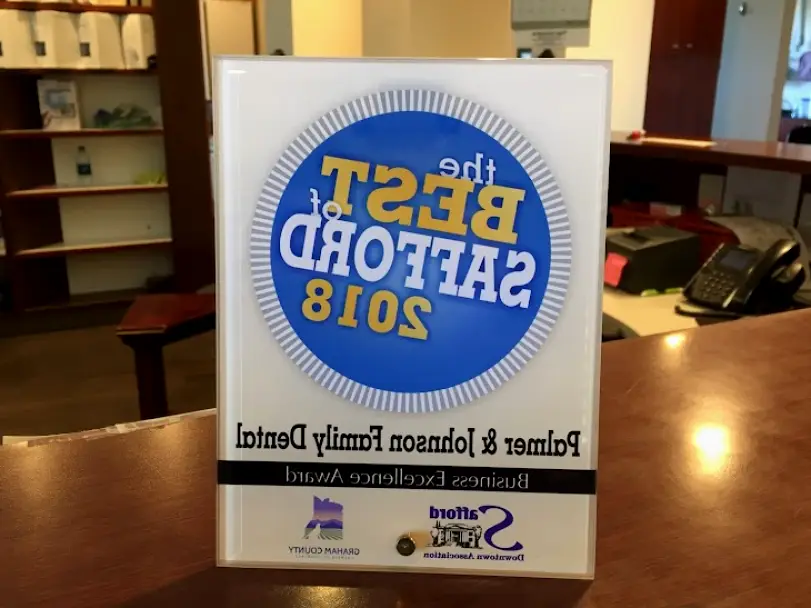 the
BEST
of
SAFFORD
2018
Palmer & Johnson Family Dental
Business Excellence Award
Safford
Downtown Association
GRAHAM COUNTY